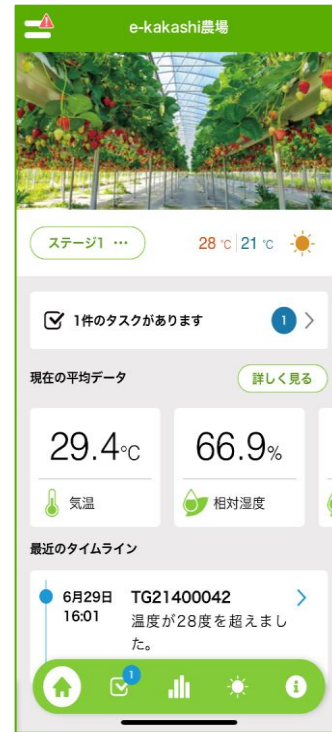 e-kakashi農場
ステージ1 ···
28 ℃ 21 ℃
1件のタスクがあります
1
現在の平均データ
詳しく見る
29.4℃
66.9%
気温
相対湿度
最近のタイムライン
6月29日
16:01
TG21400042
温度が28度を超えまし
た。
1